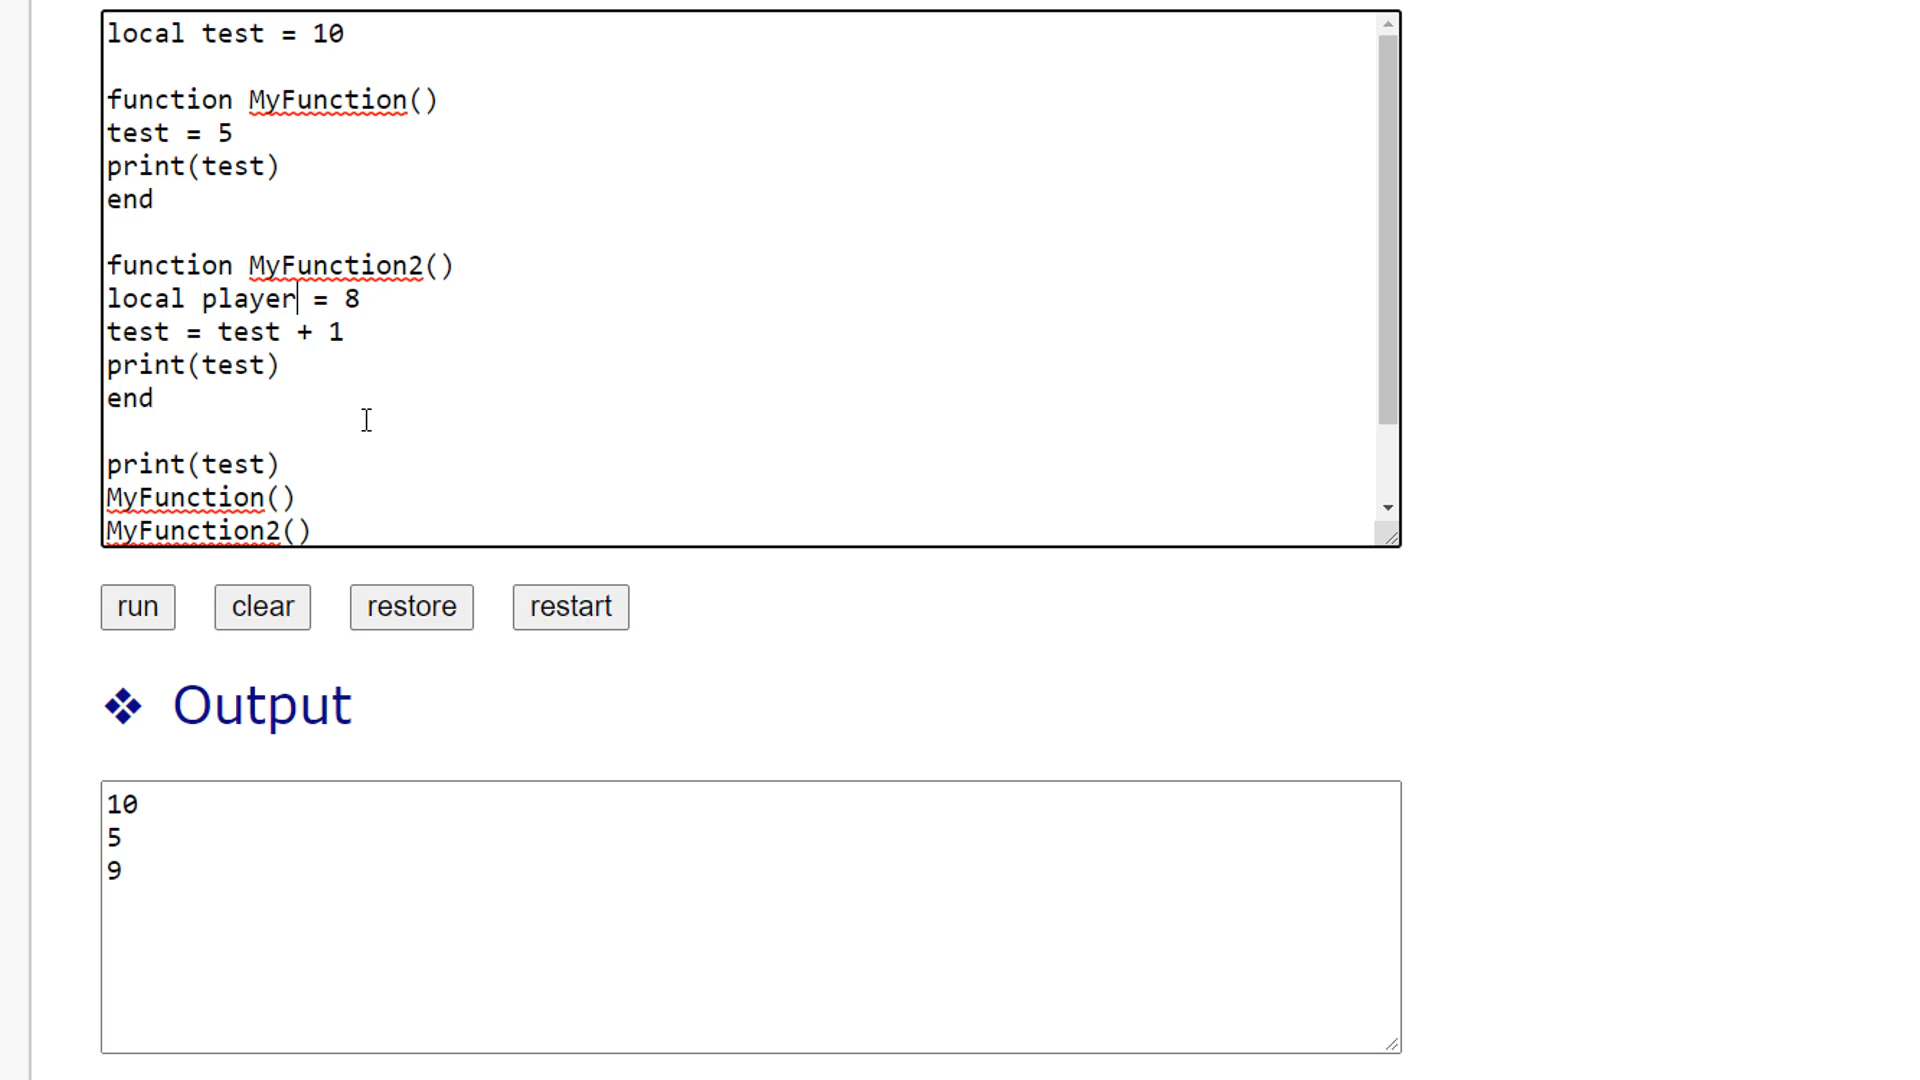 local test = 10
function MyFunction()
test = 5
print(test)
end
function MyFunction2()
local player = 8
test = test + 1
print(test)
end
print(test)
MyFunction()
MyFunction2()
run clear restore restart
❖ Output
10
5
9